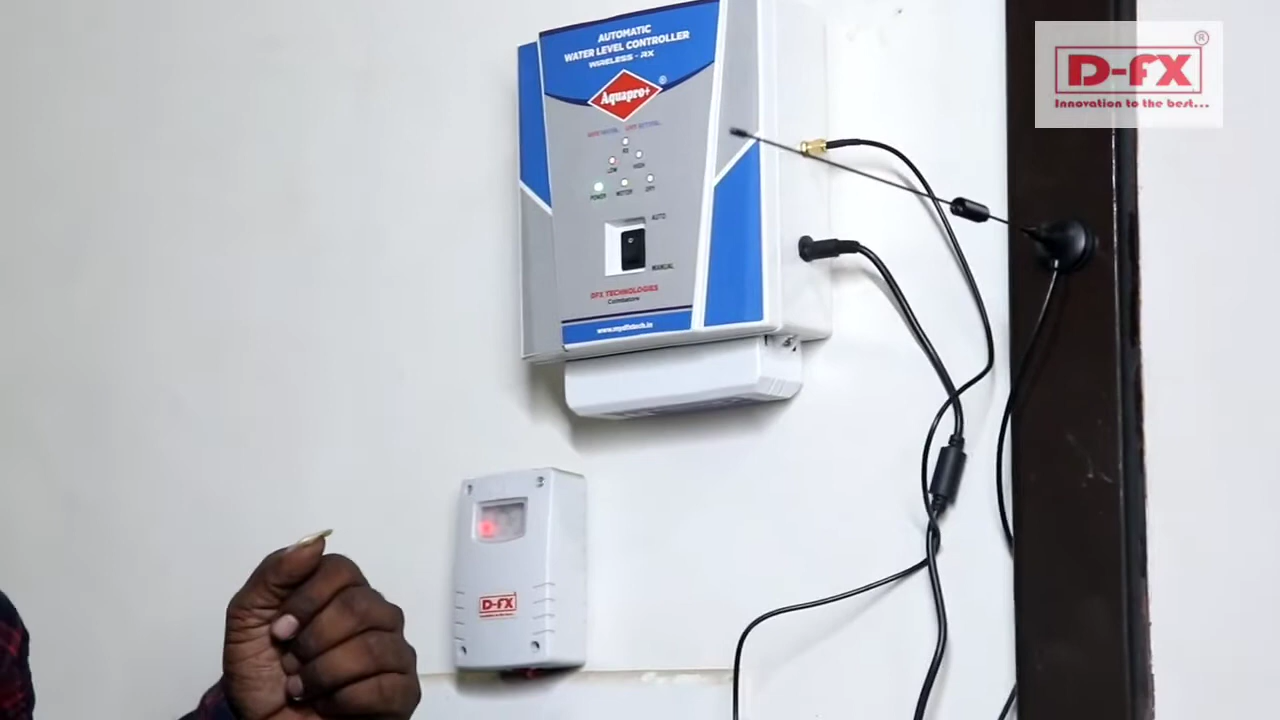 AUTOMATIC
WATER LEVEL CONTROLLER
WIRELESS - RX
Aquapro+ ®
RX
LOW HIGH
POWER MOTOR DRY
AUTO
MANUAL
DFX TECHNOLOGIES
Coimbatore
D-FX ®
Innovation to the best...
D-FX